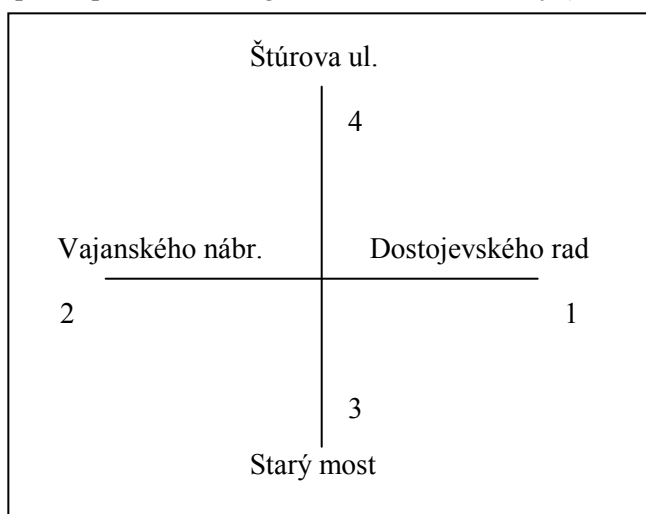 Štúrova ul.
4
Vajanského nábr.
Dostojevského rad
2
1
3
Starý most